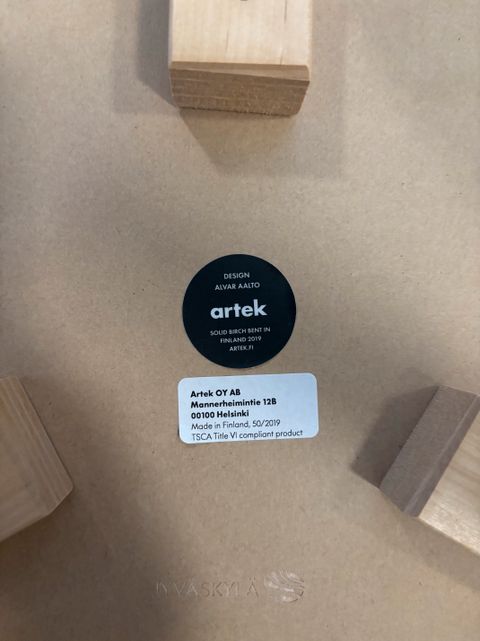 DESIGN
ALVAR AALTO
artek
SOLID BIRCH BENT IN
FINLAND 2019
ARTEK.FI
Artek OY AB
Mannerheimintie 12B
00100 Helsinki
Made in Finland, 50/2019
TSCA Title VI compliant product
JYVÄSKYLÄ